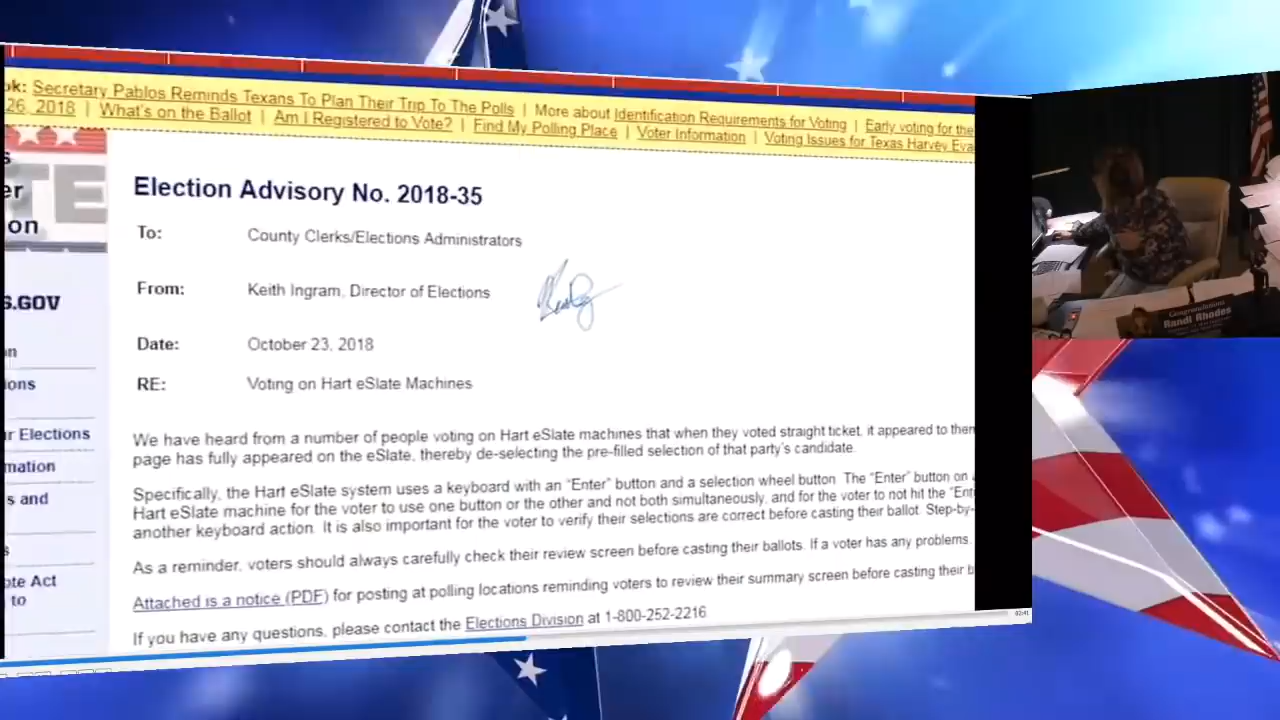 ok: Secretary Pablos Reminds Texans To Plan Their Trip To The Polls | More about Identification Requirements for Voting | Early voting for the
26, 2018 | What's on the Ballot | Am I Registered to Vote? | Find My Polling Place | Voter Information | Voting Issues for Texas Harvey Eva
s
er
TE
on
S.GOV
n
ions
r Elections
mation
s and
s
ote Act
to
Election Advisory No. 2018-35
To: County Clerks/Elections Administrators
From: Keith Ingram, Director of Elections
Date: October 23, 2018
RE: Voting on Hart eSlate Machines
We have heard from a number of people voting on Hart eSlate machines that when they voted straight ticket, it appeared to them
page has fully appeared on the eSlate, thereby de-selecting the pre-filled selection of that party's candidate.
Specifically, the Hart eSlate system uses a keyboard with an "Enter" button and a selection wheel button. The "Enter" button on
Hart eSlate machine for the voter to use one button or the other and not both simultaneously, and for the voter to not hit the "Ent
another keyboard action. It is also important for the voter to verify their selections are correct before casting their ballot. Step-by-
As a reminder, voters should always carefully check their review screen before casting their ballots. If a voter has any problems,
Attached is a notice (PDF) for posting at polling locations reminding voters to review their summary screen before casting their b
If you have any questions, please contact the Elections Division at 1-800-252-2216
02:41
Congratulations
Randi Rhodes